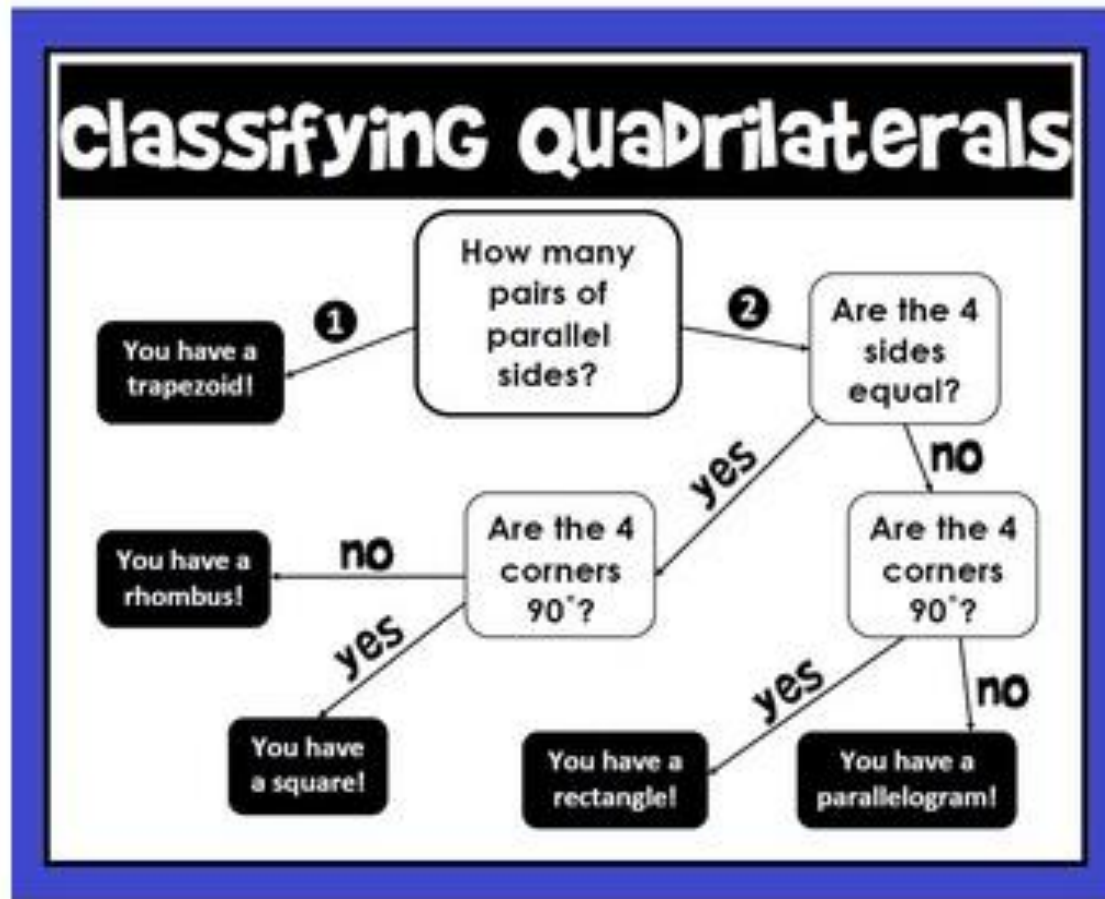 Classifying Quadrilaterals
How many
pairs of
parallel
sides?
1
2
You have a
trapezoid!
Are the 4
sides
equal?
yes
no
Are the 4
corners
90°?
Are the 4
corners
90°?
no
You have a
rhombus!
yes
You have
a square!
yes
no
You have a
rectangle!
You have a
parallelogram!